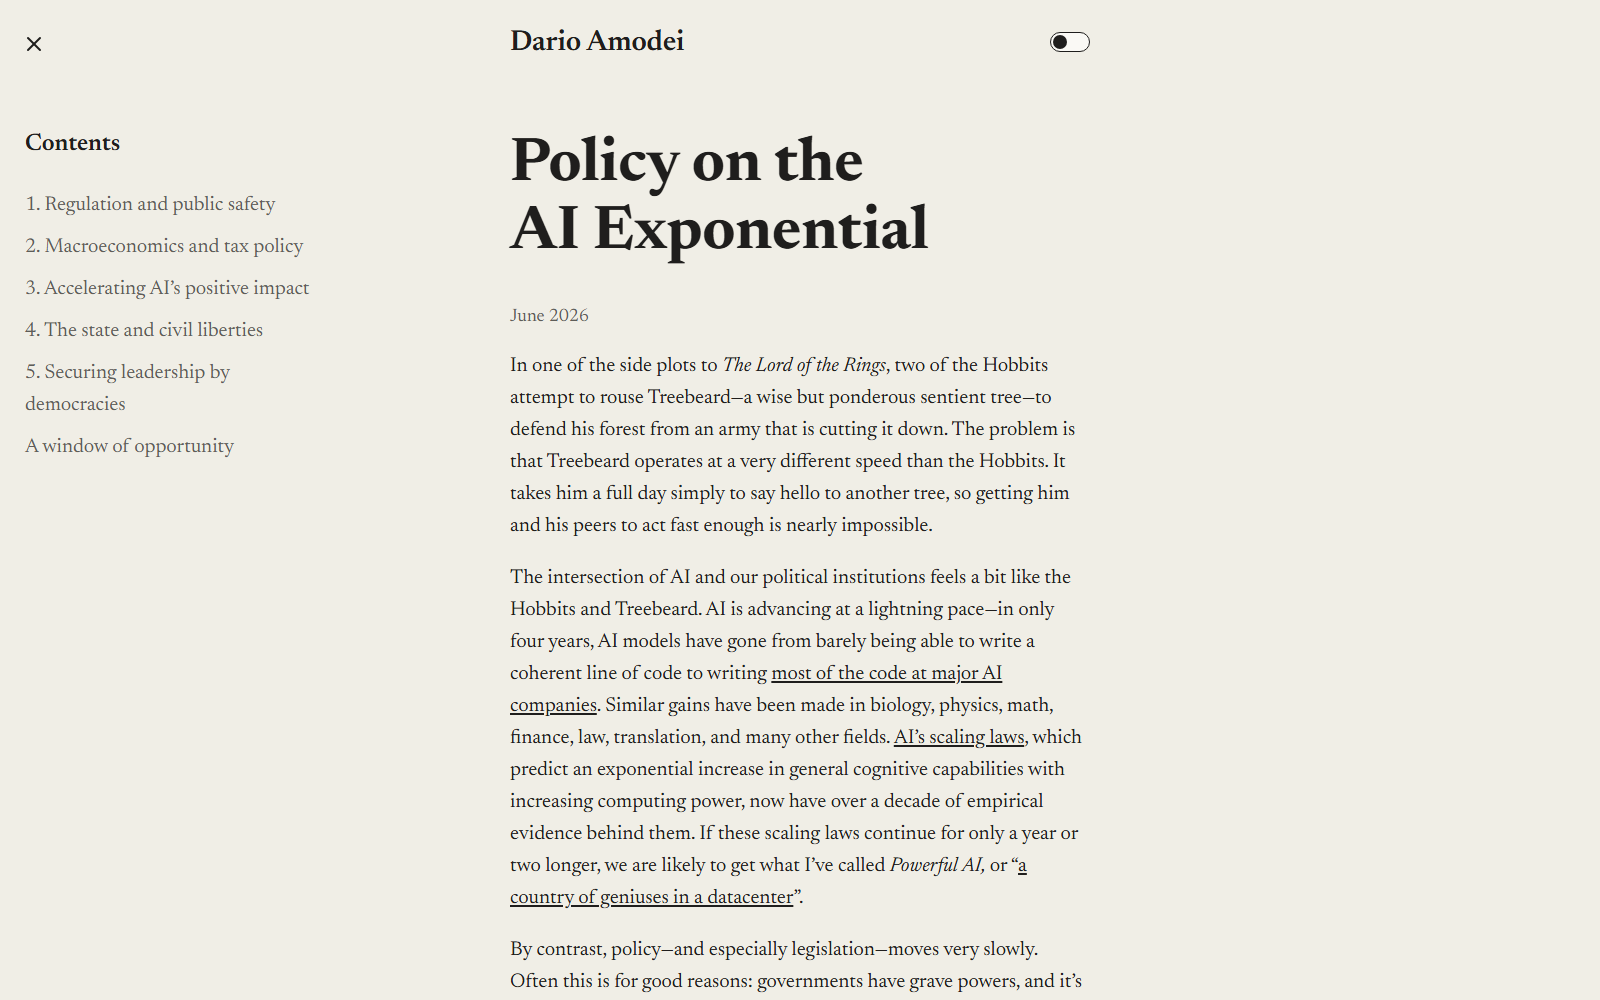 Dario Amodei
Contents
1. Regulation and public safety
2. Macroeconomics and tax policy
3. Accelerating AI’s positive impact
4. The state and civil liberties
5. Securing leadership by
democracies
A window of opportunity
Policy on the
AI Exponential
June 2026
In one of the side plots to The Lord of the Rings, two of the Hobbits
attempt to rouse Treebeard—a wise but ponderous sentient tree—to
defend his forest from an army that is cutting it down. The problem is
that Treebeard operates at a very different speed than the Hobbits. It
takes him a full day simply to say hello to another tree, so getting him
and his peers to act fast enough is nearly impossible.
The intersection of AI and our political institutions feels a bit like the
Hobbits and Treebeard. AI is advancing at a lightning pace—in only
four years, AI models have gone from barely being able to write a
coherent line of code to writing most of the code at major AI
companies. Similar gains have been made in biology, physics, math,
finance, law, translation, and many other fields. AI’s scaling laws, which
predict an exponential increase in general cognitive capabilities with
increasing computing power, now have over a decade of empirical
evidence behind them. If these scaling laws continue for only a year or
two longer, we are likely to get what I’ve called Powerful AI, or “a
country of geniuses in a datacenter”.
By contrast, policy—and especially legislation—moves very slowly.
Often this is for good reasons: governments have grave powers, and it’s